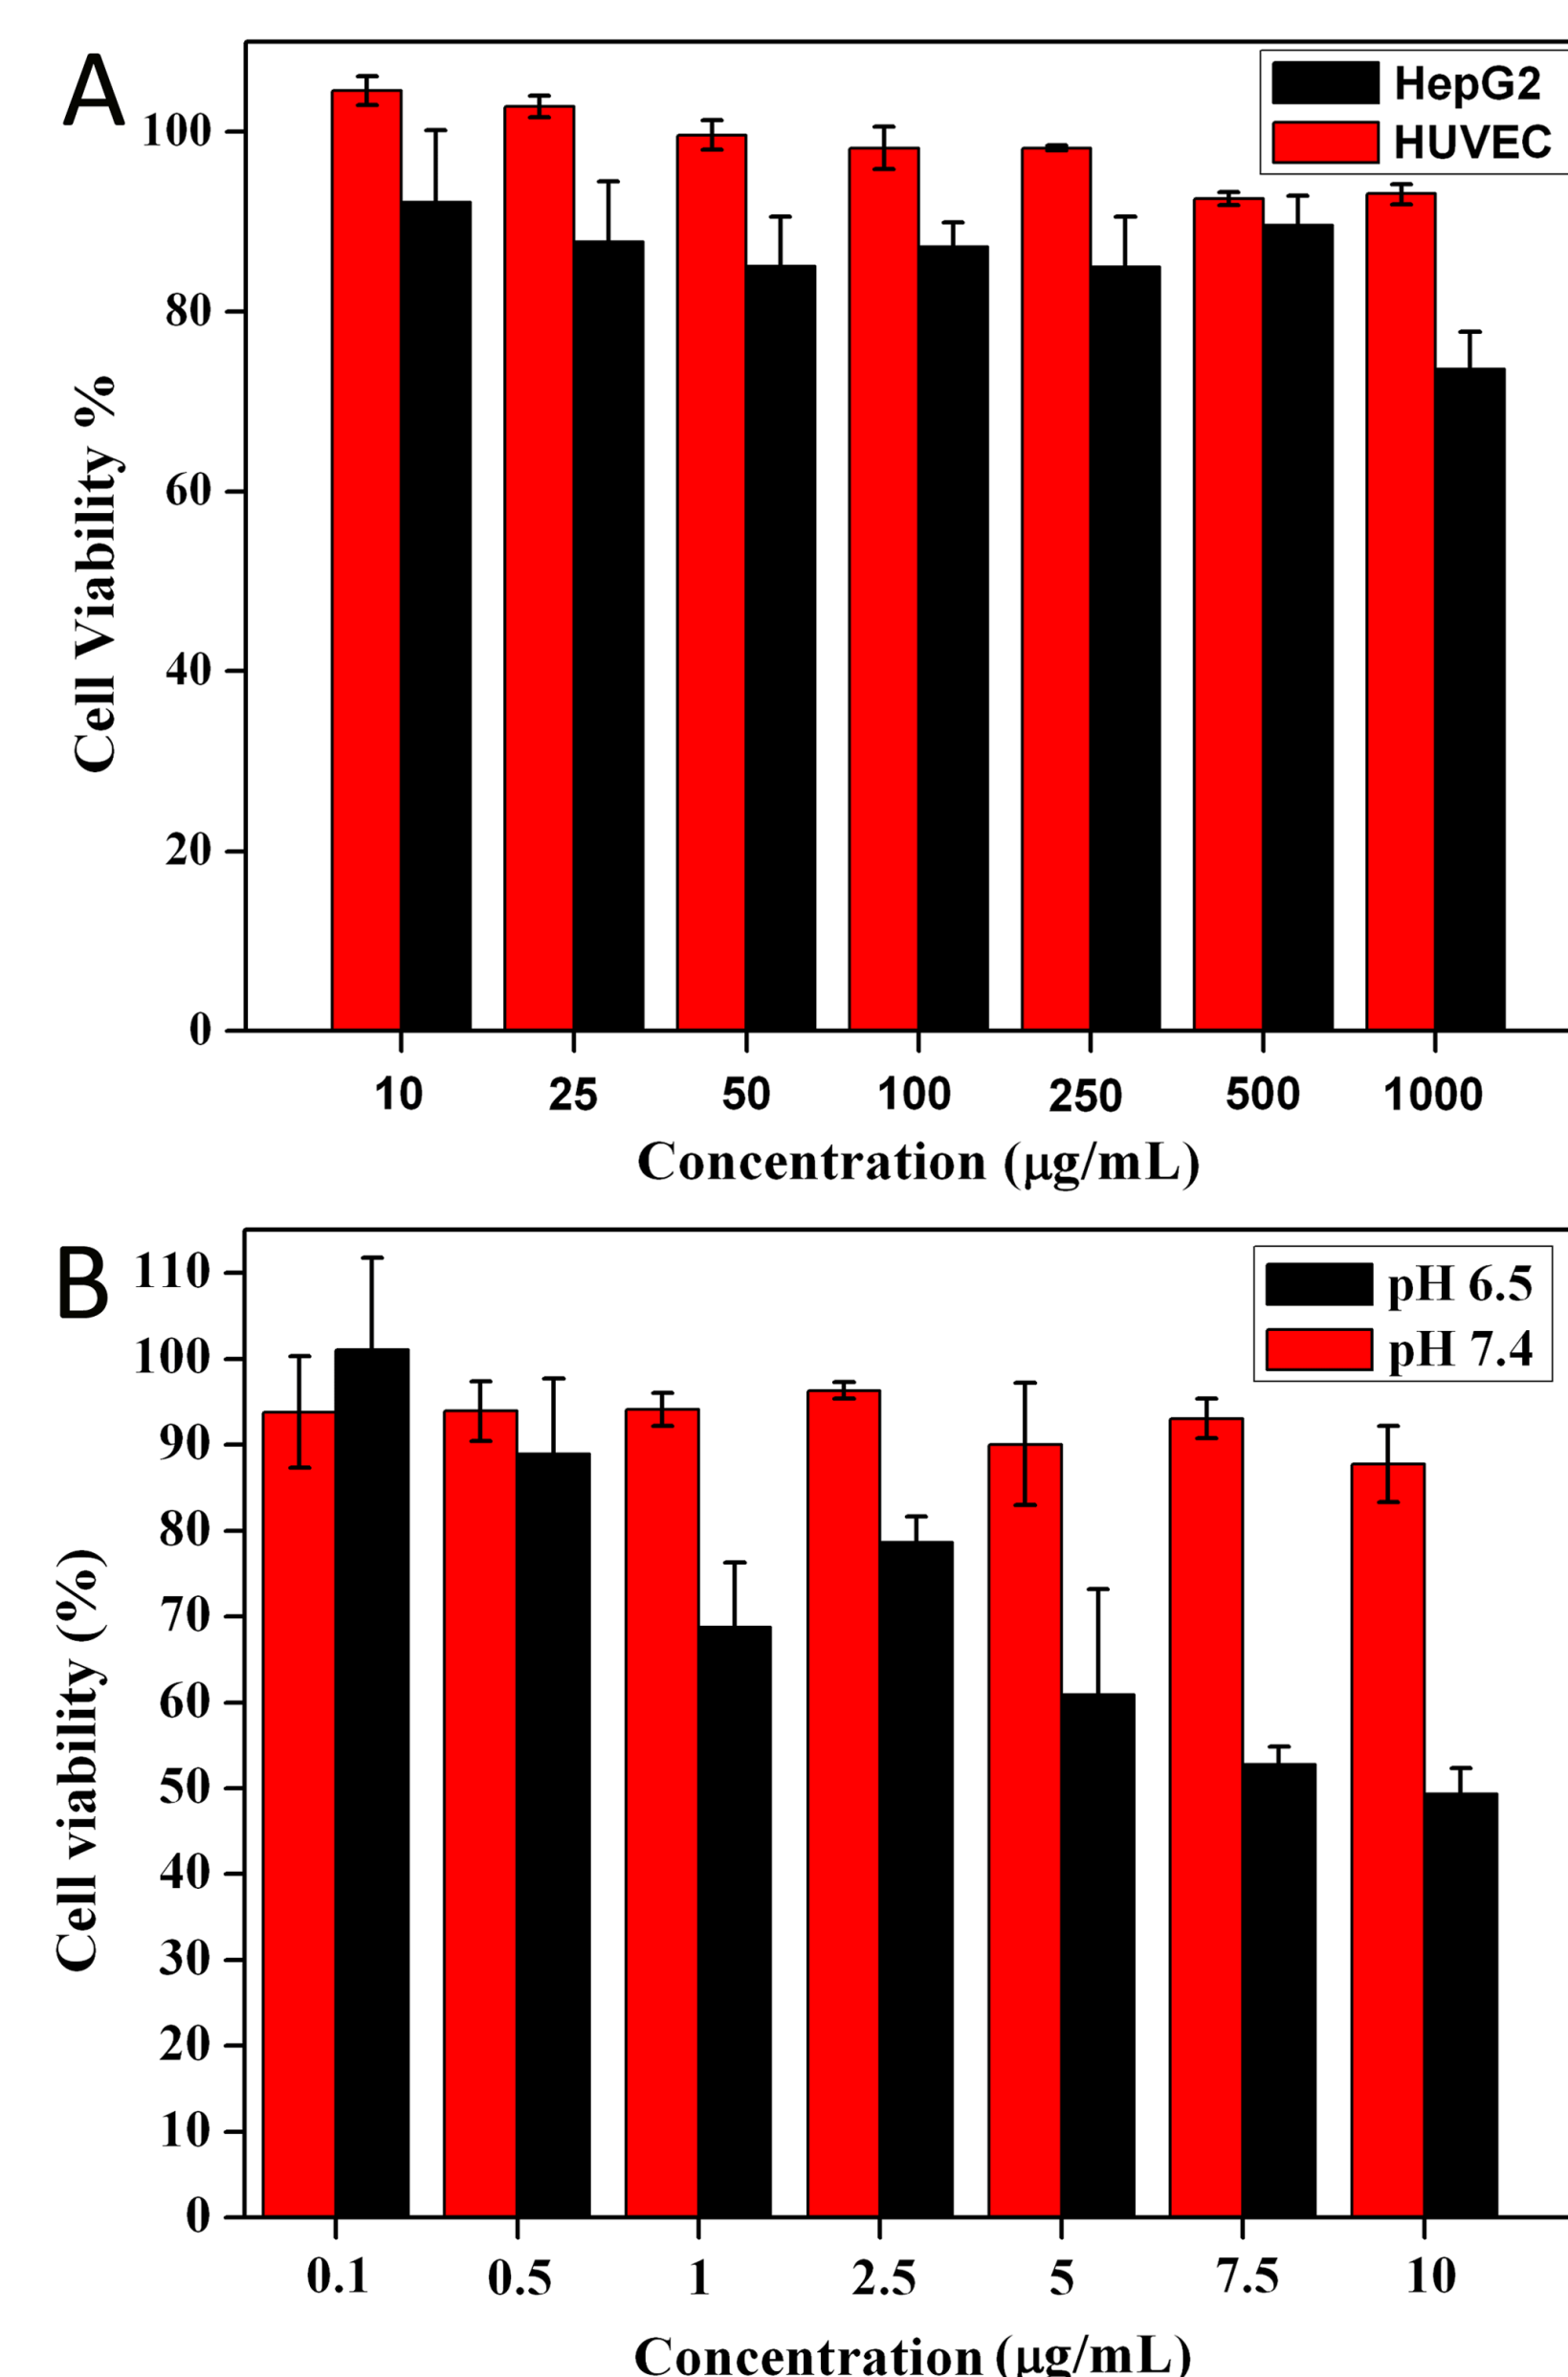 A
HepG2
HUVEC
100
80
60
40
20
0
Cell Viability %
10 25 50 100 250 500 1000
Concentration (µg/mL)
B
pH 6.5
pH 7.4
110
100
90
80
70
60
50
40
30
20
10
0
Cell viability (%)
0.1 0.5 1 2.5 5 7.5 10
Concentration (µg/mL)